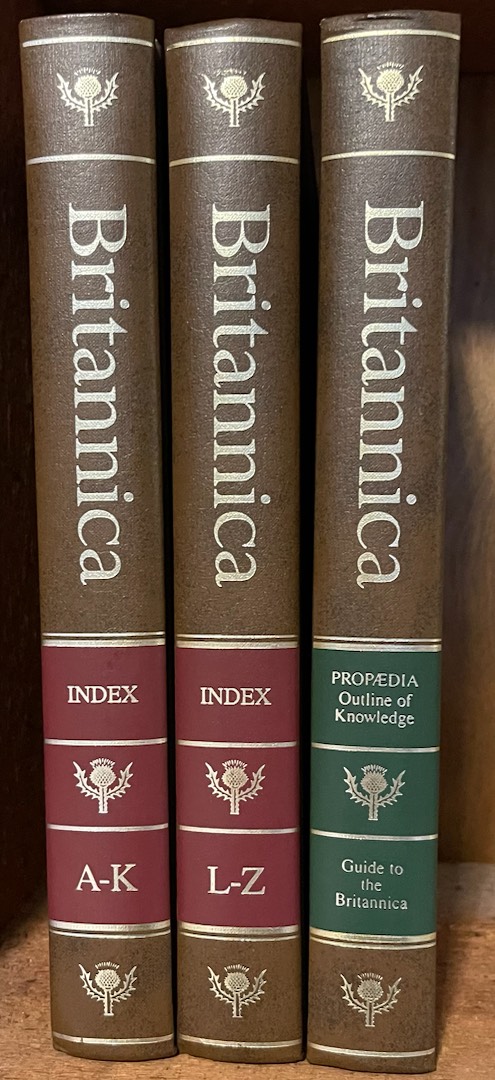 Britannica
INDEX
A-K
Britannica
INDEX
L-Z
Britannica
PROPÆDIA
Outline of
Knowledge
Guide to
the
Britannica